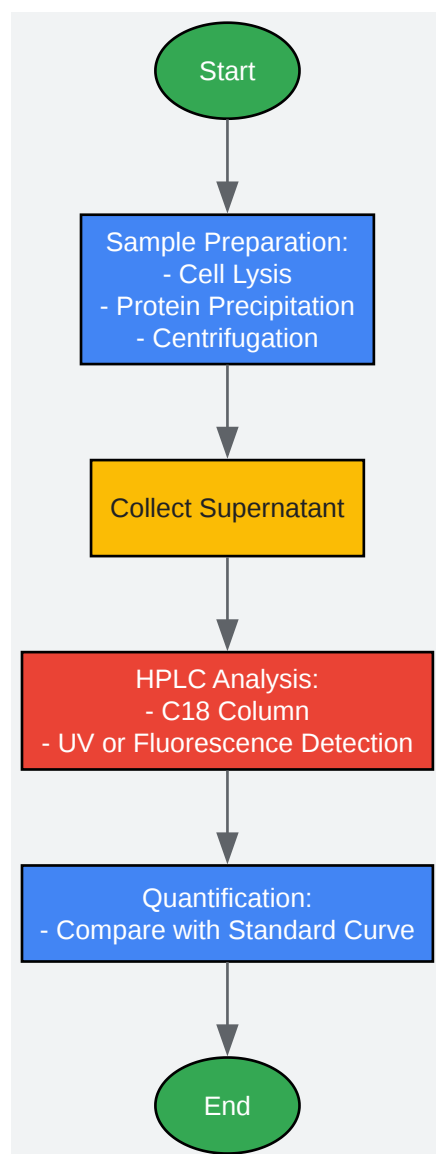 Start
Sample Preparation:
- Cell Lysis
- Protein Precipitation
- Centrifugation
Collect Supernatant
HPLC Analysis:
- C18 Column
- UV or Fluorescence Detection
Quantification:
- Compare with Standard Curve
End